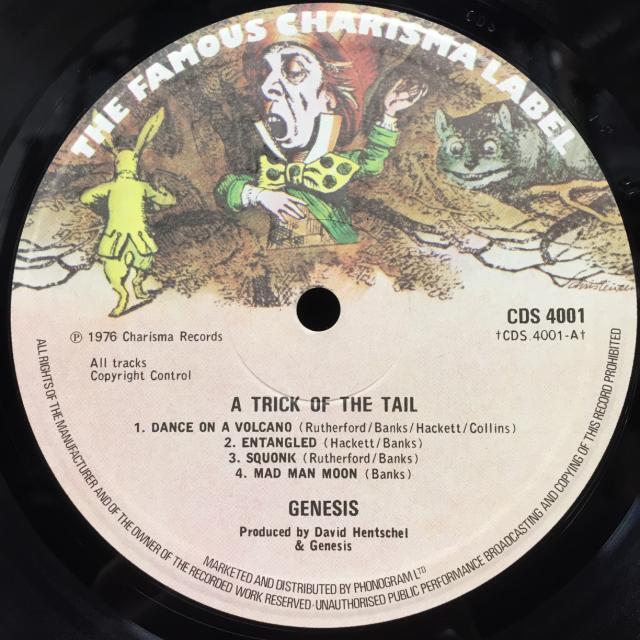 THE FAMOUS CHARISMA LABEL
CDS 4001
℗ 1976 Charisma Records
†CDS.4001-A†
All tracks
Copyright Control
A TRICK OF THE TAIL
1. DANCE ON A VOLCANO (Rutherford/Banks/Hackett/Collins)
2. ENTANGLED (Hackett/Banks)
3. SQUONK (Rutherford/Banks)
4. MAD MAN MOON (Banks)
GENESIS
Produced by David Hentschel
& Genesis
MARKETED AND DISTRIBUTED BY PHONOGRAM LTD
ALL RIGHTS OF THE MANUFACTURER AND OF THE OWNER OF THE RECORDED WORK RESERVED·UNAUTHORISED PUBLIC PERFORMANCE BROADCASTING AND COPYING OF THIS RECORD PROHIBITED